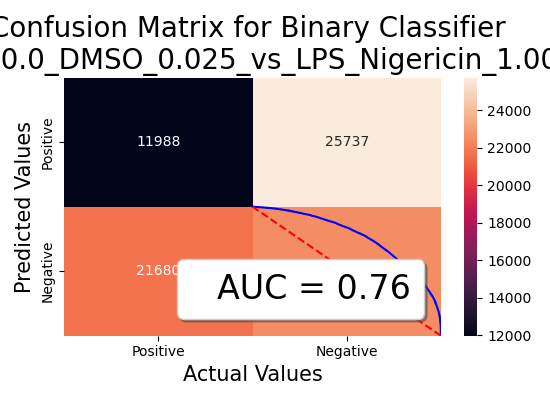 Confusion Matrix for Binary Classifier
0.0_DMSO_0.025_vs_LPS_Nigericin_1.00
Predicted Values
Positive
Negative
11988
25737
21680
AUC = 0.76
Positive
Negative
Actual Values
24000
22000
20000
18000
16000
14000
12000